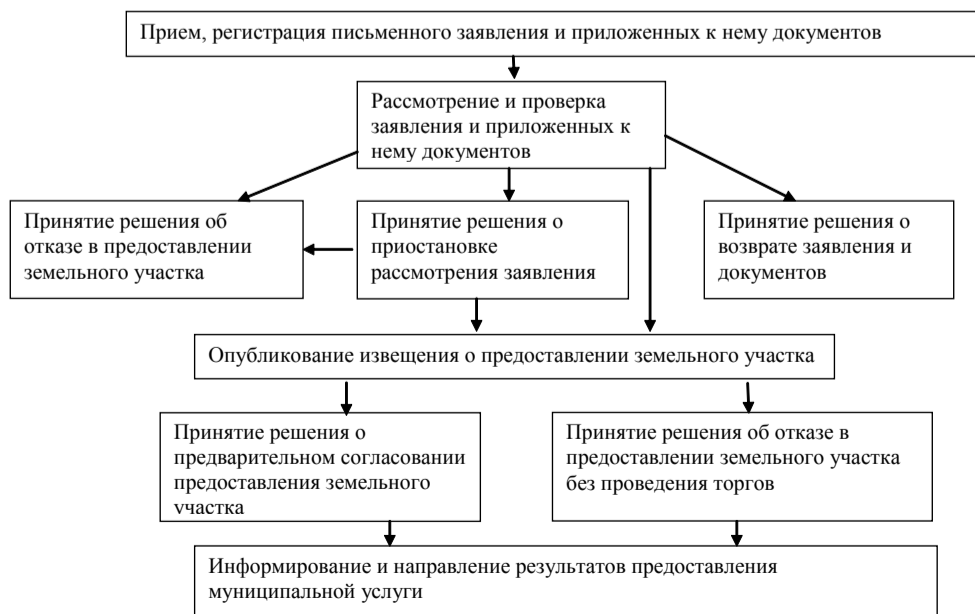 Прием, регистрация письменного заявления и приложенных к нему документов
Рассмотрение и проверка
заявления и приложенных к
нему документов
Принятие решения об
отказе в предоставлении
земельного участка
Принятие решения о
приостановке
рассмотрения заявления
Принятие решения о
возврате заявления и
документов
Опубликование извещения о предоставлении земельного участка
Принятие решения о
предварительном согласовании
предоставления земельного
участка
Принятие решения об отказе в
предоставлении земельного участка
без проведения торгов
Информирование и направление результатов предоставления
муниципальной услуги